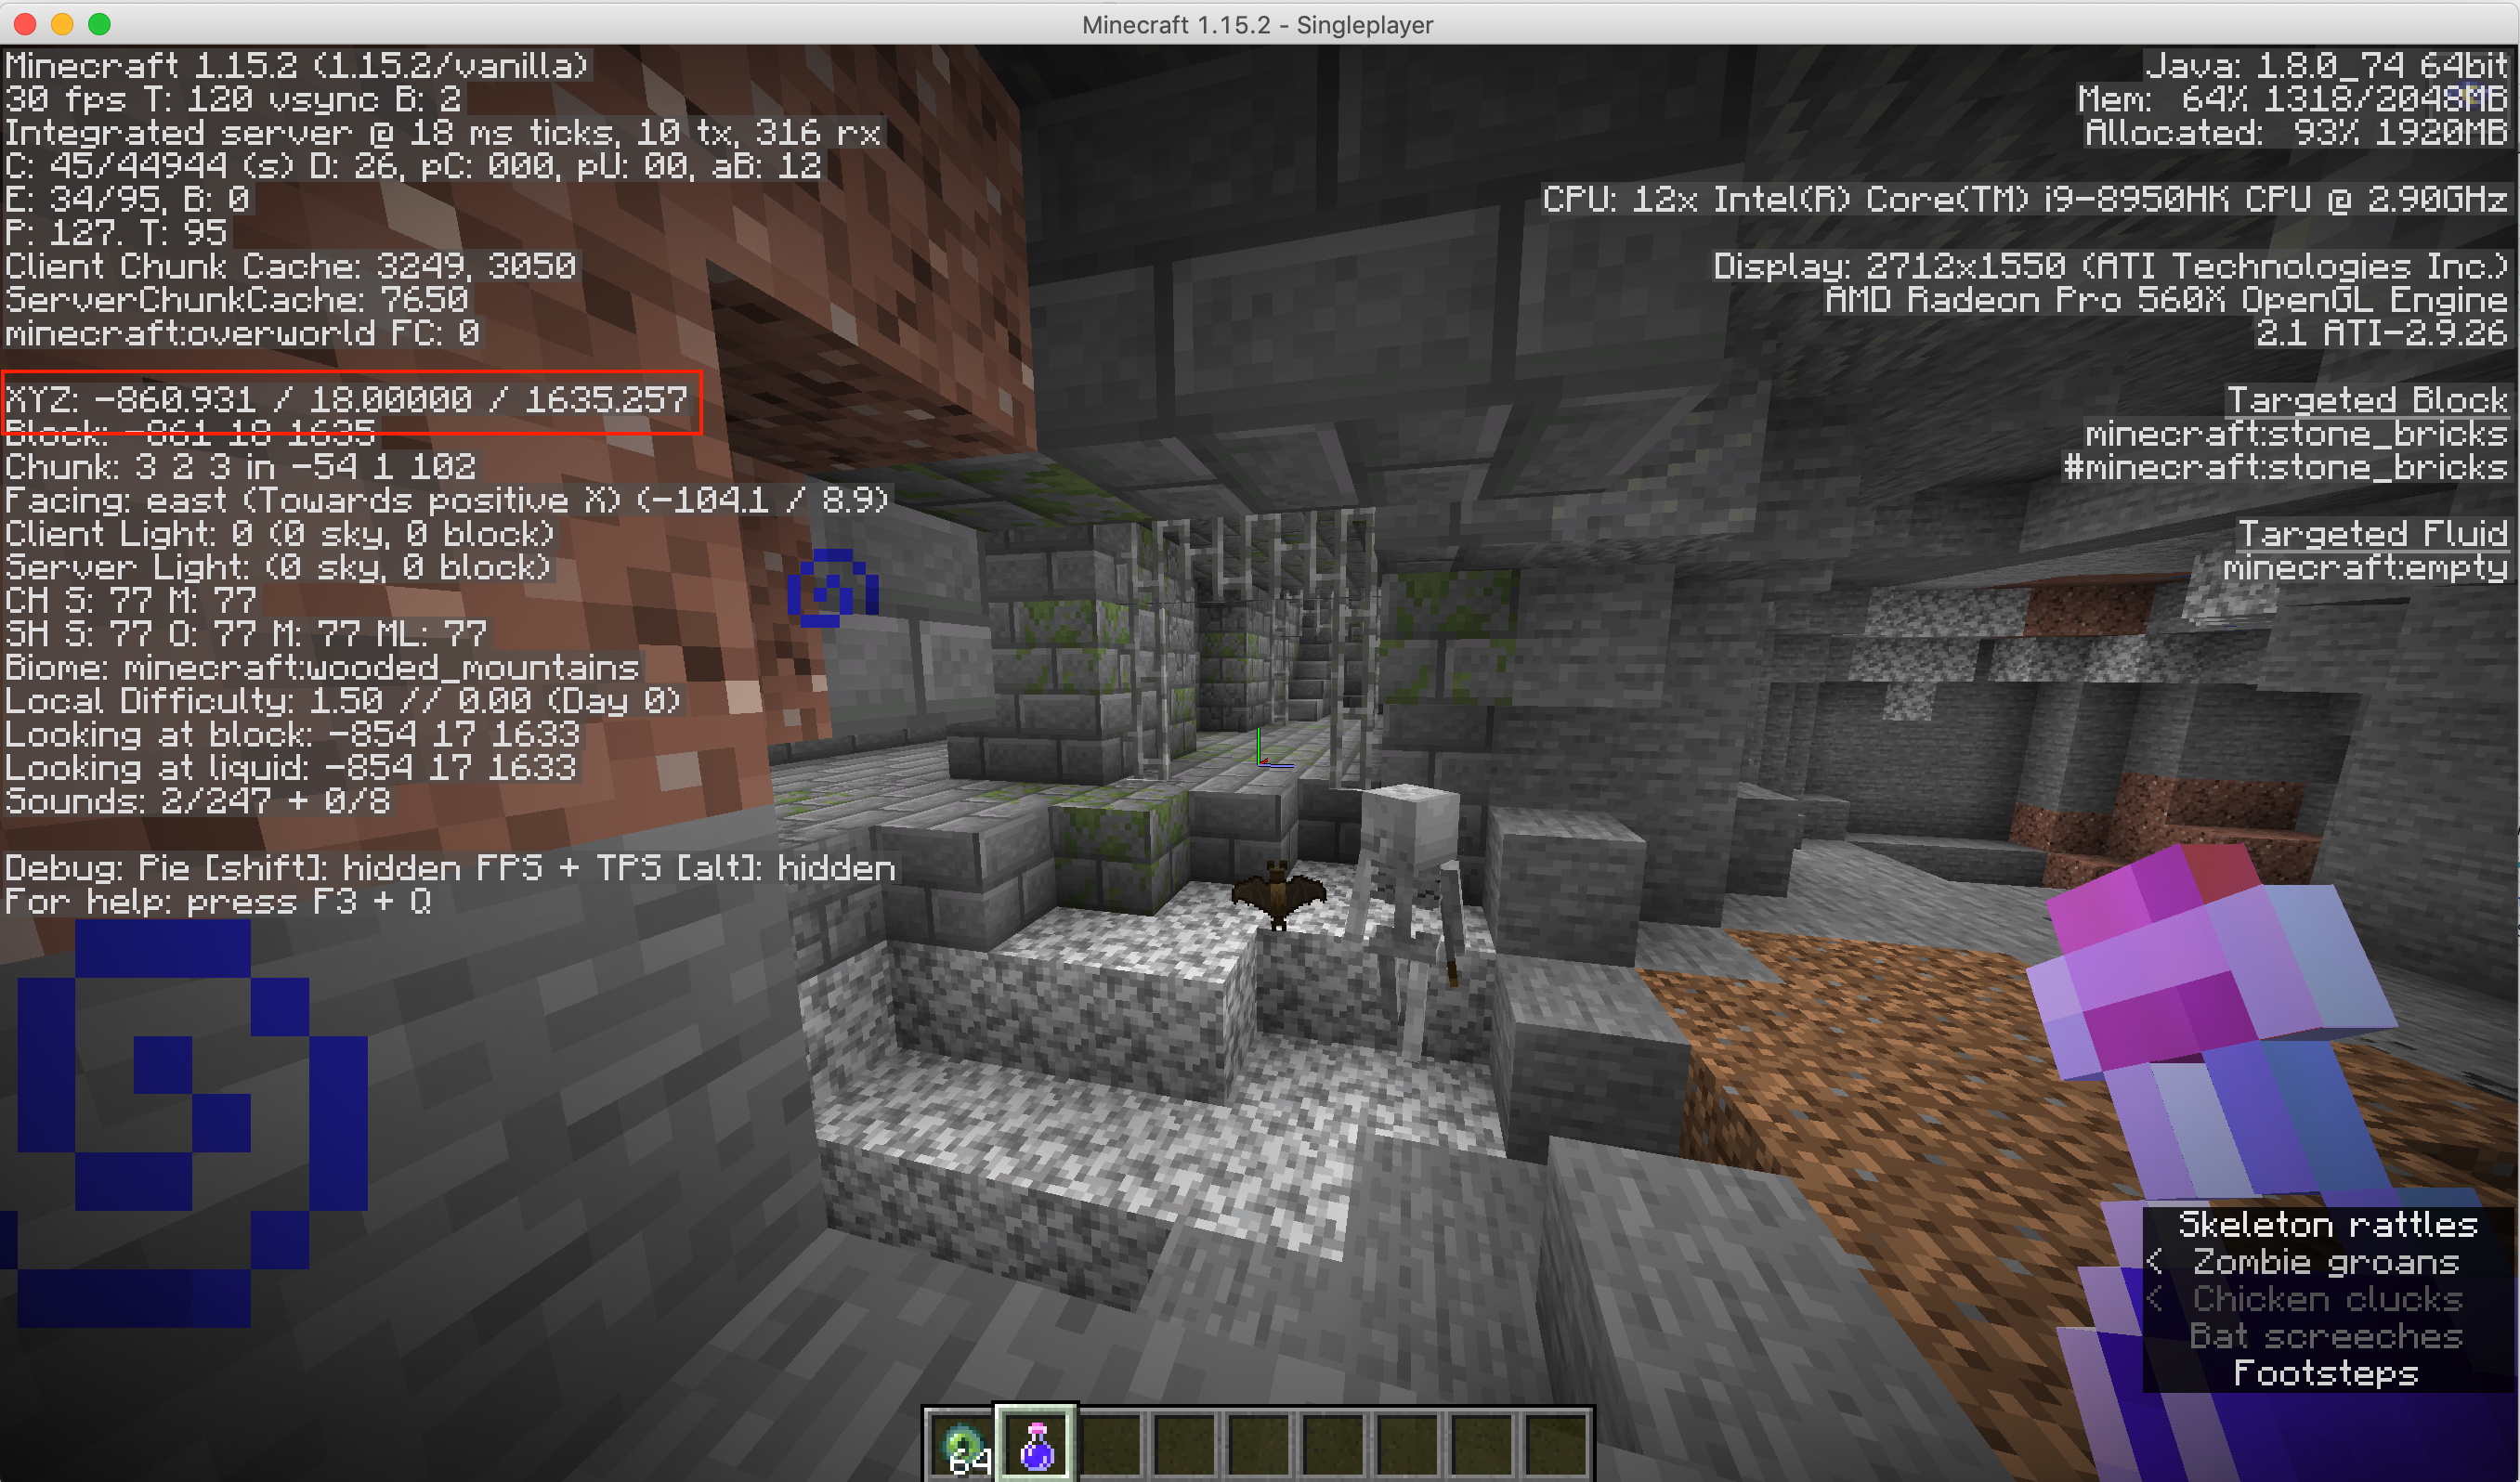 Minecraft 1.15.2 - Singleplayer
Minecraft 1.15.2 (1.15.2/vanilla)
30 fps T: 120 vsync B: 2
Integrated server @ 18 ms ticks, 10 tx, 316 rx
C: 45/44944 (s) D: 26, pC: 000, pU: 00, aB: 12
E: 34/95, B: 0
P: 127. T: 95
Client Chunk Cache: 3249, 3050
ServerChunkCache: 7650
minecraft:overworld FC: 0
XYZ: -860.931 / 18.00000 / 1635.257
Block: -861 18 1635
Chunk: 3 2 3 in -54 1 102
Facing: east (Towards positive X) (-104.1 / 8.9)
Client Light: 0 (0 sky, 0 block)
Server Light: (0 sky, 0 block)
CH S: 77 M: 77
SH S: 77 O: 77 M: 77 ML: 77
Biome: minecraft:wooded_mountains
Local Difficulty: 1.50 // 0.00 (Day 0)
Looking at block: -854 17 1633
Looking at liquid: -854 17 1633
Sounds: 2/247 + 0/8
Debug: Pie [shift]: hidden FPS + TPS [alt]: hidden
For help: press F3 + Q
Java: 1.8.0_74 64bit
Mem: 64% 1318/2048MB
Allocated: 93% 1920MB
CPU: 12x Intel(R) Core(TM) i9-8950HK CPU @ 2.90GHz
Display: 2712x1550 (ATI Technologies Inc.)
AMD Radeon Pro 560X OpenGL Engine
2.1 ATI-2.9.26
Targeted Block
minecraft:stone_bricks
#minecraft:stone_bricks
Targeted Fluid
minecraft:empty
Skeleton rattles
< Zombie groans
< Chicken clucks
Bat screeches
Footsteps
64